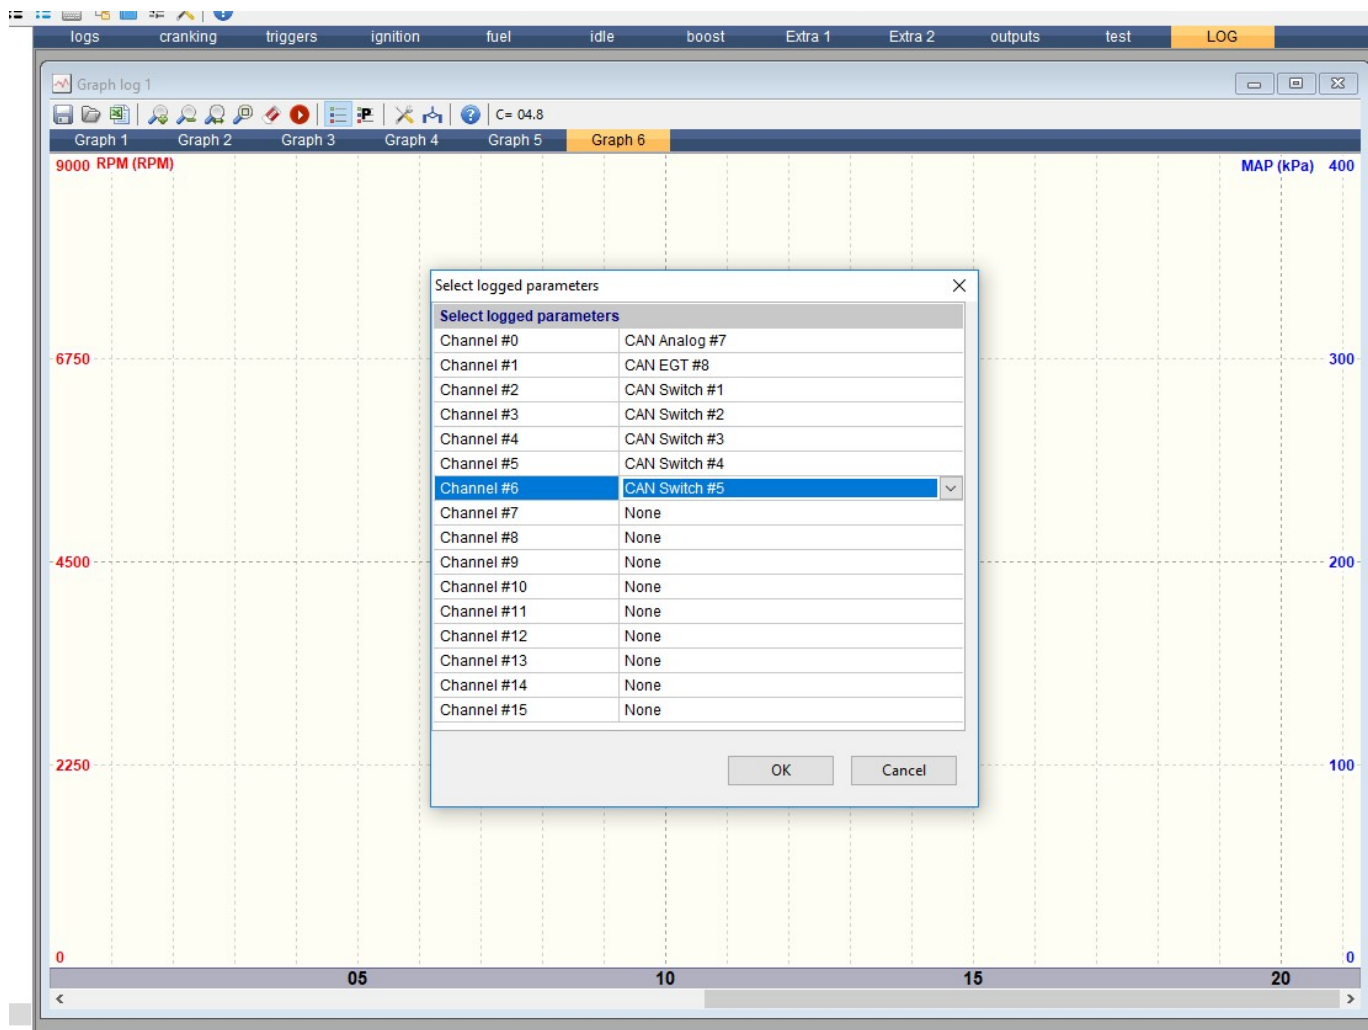 logs cranking triggers ignition fuel idle boost Extra 1 Extra 2 outputs test LOG
Graph log 1
C= 04.8
Graph 1 Graph 2 Graph 3 Graph 4 Graph 5 Graph 6
9000 RPM (RPM) MAP (kPa) 400
Select logged parameters
Select logged parameters
Channel #0 CAN Analog #7
6750 300
Channel #1 CAN EGT #8
Channel #2 CAN Switch #1
Channel #3 CAN Switch #2
Channel #4 CAN Switch #3
Channel #5 CAN Switch #4
Channel #6 CAN Switch #5
Channel #7 None
Channel #8 None
4500 200
Channel #9 None
Channel #10 None
Channel #11 None
Channel #12 None
Channel #13 None
Channel #14 None
Channel #15 None
2250 100
OK Cancel
0 0
05 10 15 20